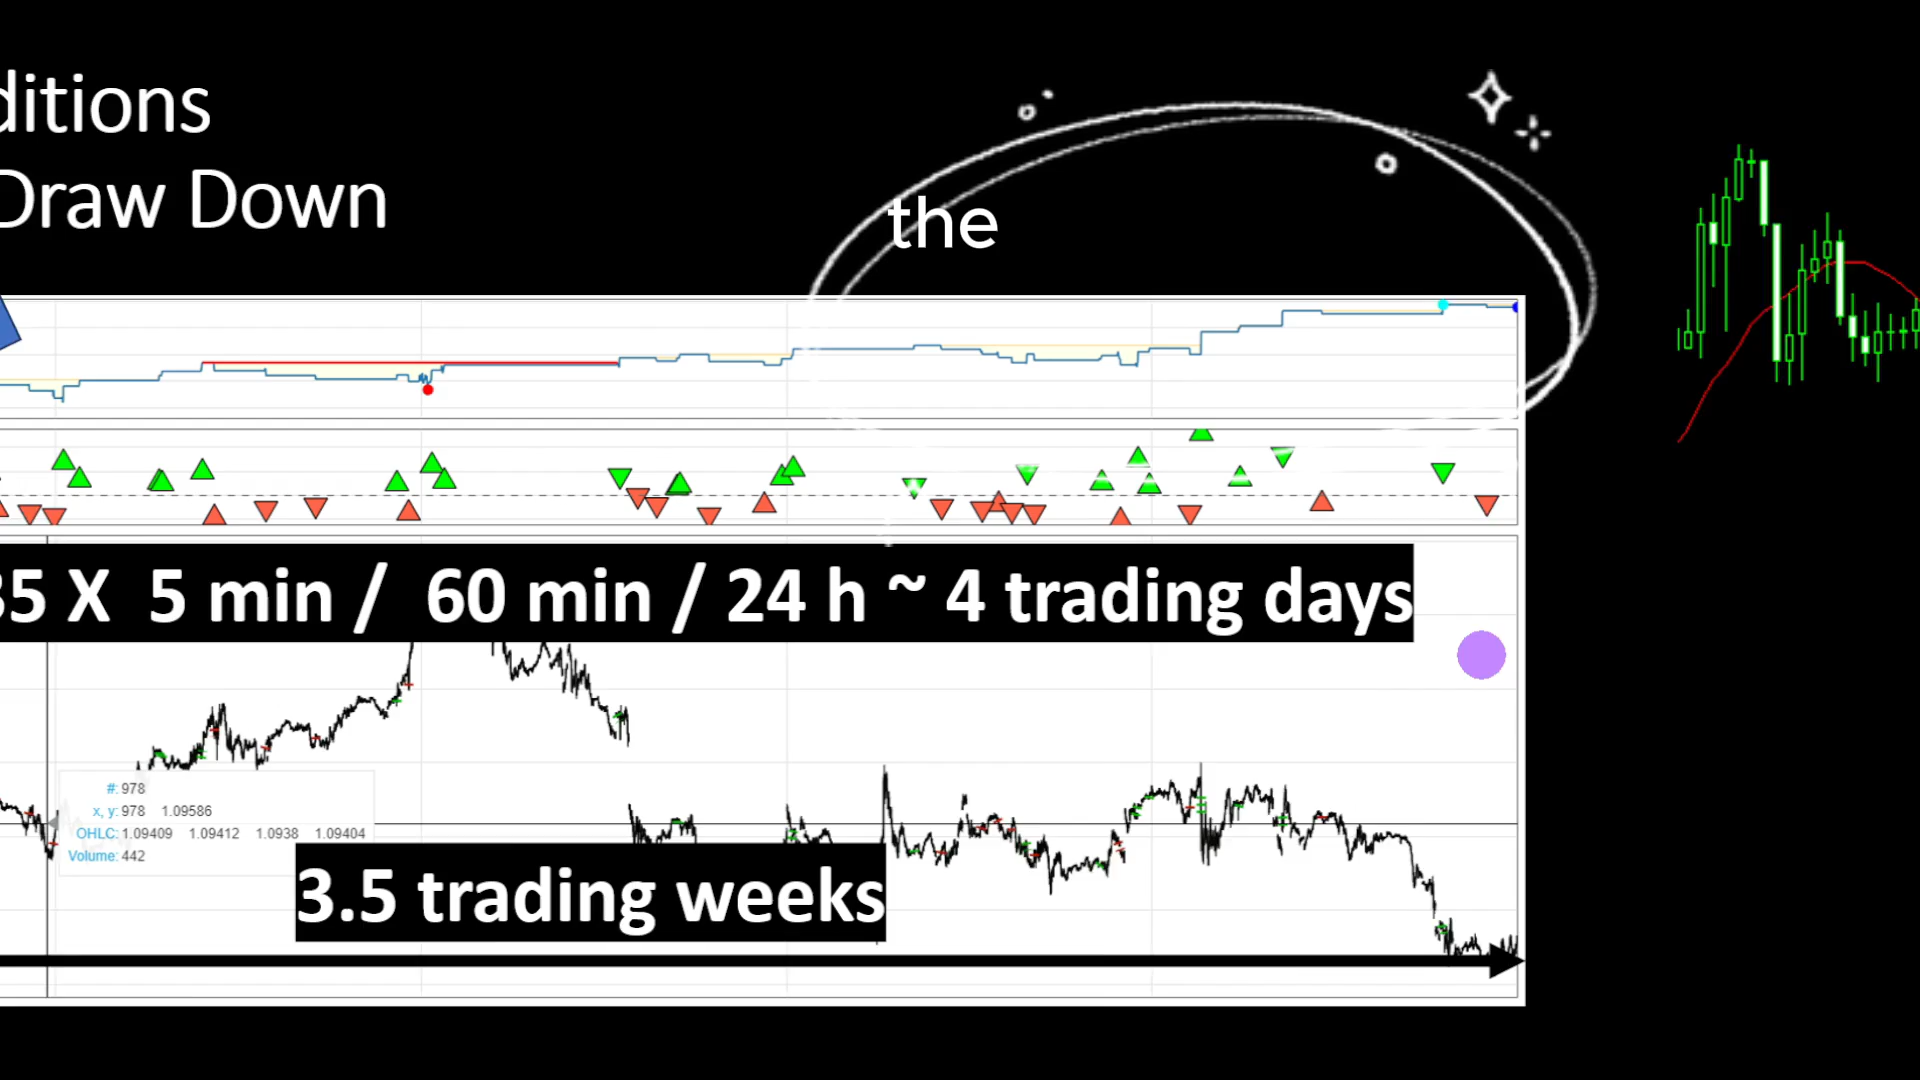 ditions
Draw Down
the
35 X 5 min / 60 min / 24 h ~ 4 trading days
#: 978
x, y: 978 1.09586
OHLC: 1.09409 1.09412 1.0938 1.09404
Volume: 442
3.5 trading weeks